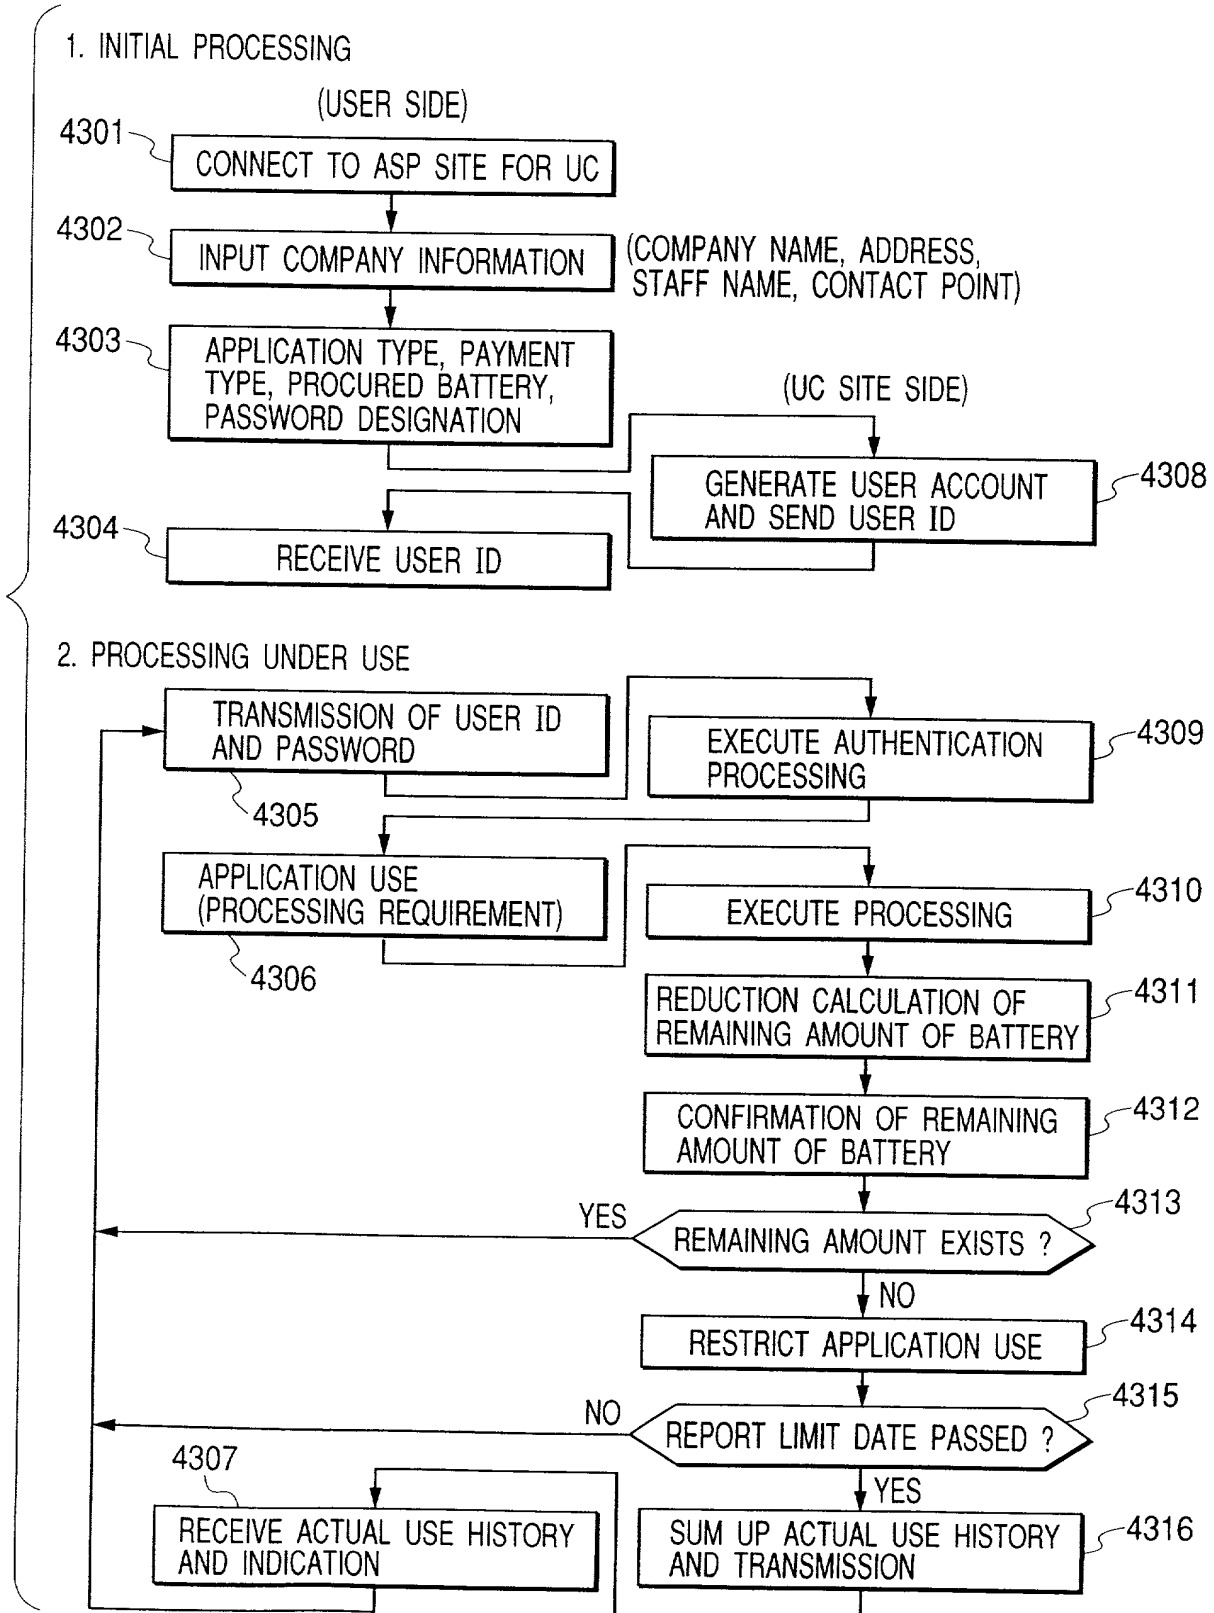 1. INITIAL PROCESSING
(USER SIDE)
4301
CONNECT TO ASP SITE FOR UC
4302
INPUT COMPANY INFORMATION
(COMPANY NAME, ADDRESS,
STAFF NAME, CONTACT POINT)
4303
APPLICATION TYPE, PAYMENT
TYPE, PROCURED BATTERY,
PASSWORD DESIGNATION
(UC SITE SIDE)
GENERATE USER ACCOUNT
AND SEND USER ID
4308
4304
RECEIVE USER ID
2. PROCESSING UNDER USE
TRANSMISSION OF USER ID
AND PASSWORD
4305
EXECUTE AUTHENTICATION
PROCESSING
4309
APPLICATION USE
(PROCESSING REQUIREMENT)
4306
EXECUTE PROCESSING
4310
REDUCTION CALCULATION OF
REMAINING AMOUNT OF BATTERY
4311
CONFIRMATION OF REMAINING
AMOUNT OF BATTERY
4312
4313
YES
REMAINING AMOUNT EXISTS ?
NO
RESTRICT APPLICATION USE
4314
4315
NO
REPORT LIMIT DATE PASSED ?
YES
4307
RECEIVE ACTUAL USE HISTORY
AND INDICATION
SUM UP ACTUAL USE HISTORY
AND TRANSMISSION
4316